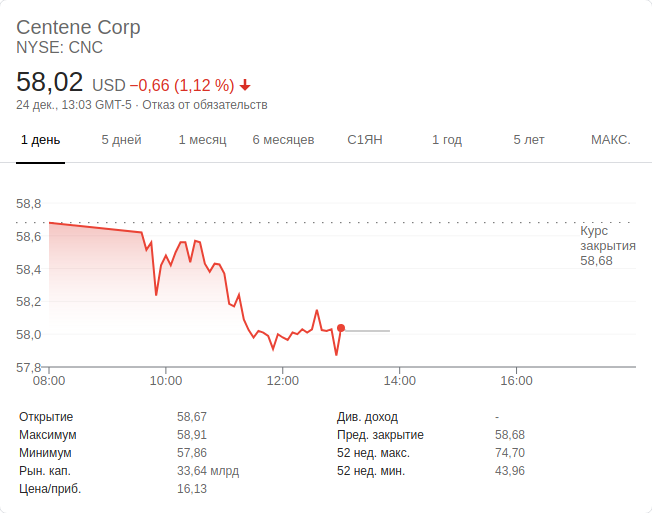 Centene Corp
NYSE: CNC
58,02 USD −0,66 (1,12 %)
24 дек., 13:03 GMT-5 · Отказ от обязательств
1 день 5 дней 1 месяц 6 месяцев С1ЯН 1 год 5 лет МАКС.
58,8
58,6
58,4
58,2
58,0
57,8
Курс
закрытия
58,68
08:00 10:00 12:00 14:00 16:00
Открытие 58,67 Див. доход -
Максимум 58,91 Пред. закрытие 58,68
Минимум 57,86 52 нед. макс. 74,70
Рын. кап. 33,64 млрд 52 нед. мин. 43,96
Цена/приб. 16,13